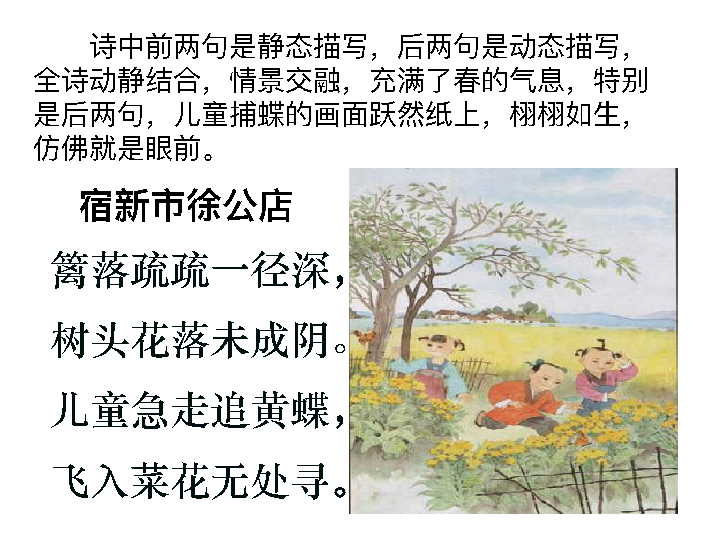 诗中前两句是静态描写，后两句是动态描写，
全诗动静结合，情景交融，充满了春的气息，特别
是后两句，儿童捕蝶的画面跃然纸上，栩栩如生，
仿佛就是眼前。
宿新市徐公店
篱落疏疏一径深，
树头花落未成阴。
儿童急走追黄蝶，
飞入菜花无处寻。